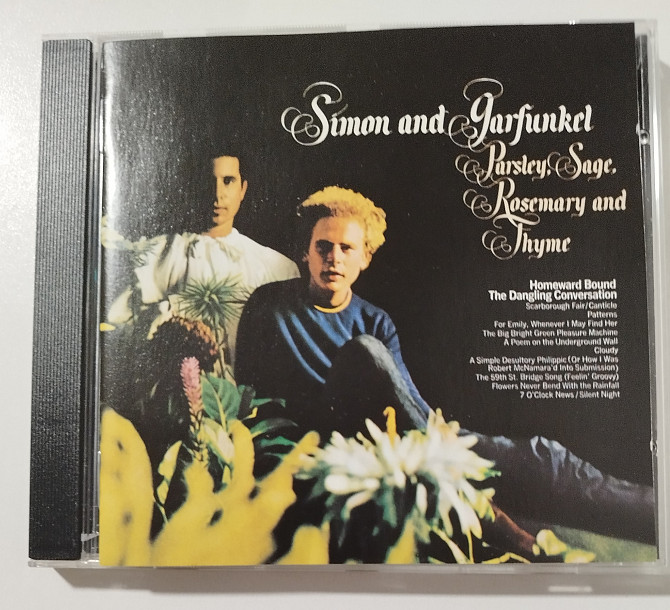 Simon and Garfunkel
Parsley, Sage,
Rosemary and
Thyme
Homeward Bound
The Dangling Conversation
Scarborough Fair/Canticle
Patterns
For Emily, Whenever I May Find Her
The Big Bright Green Pleasure Machine
A Poem on the Underground Wall
Cloudy
A Simple Desultory Philippic (Or How I Was
Robert McNamara'd Into Submission)
The 59th St. Bridge Song (Feelin' Groovy)
Flowers Never Bend With the Rainfall
7 O'Clock News/Silent Night